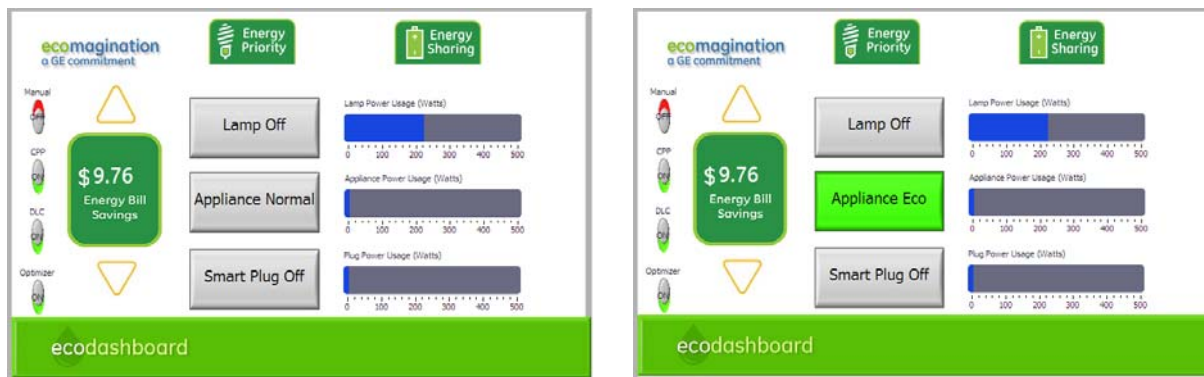 ecomagination
a GE commitment
Energy
Priority
Energy
Sharing
Manual
OFF
CPP
ON
DLC
ON
Optimizer
ON
$9.76
Energy Bill
Savings
Lamp Off
Appliance Normal
Smart Plug Off
Lamp Power Usage (Watts)
0 100 200 300 400 500
Appliance Power Usage (Watts)
0 100 200 300 400 500
Plug Power Usage (Watts)
0 100 200 300 400 500
ecodashboard
ecomagination
a GE commitment
Energy
Priority
Energy
Sharing
Manual
OFF
CPP
ON
DLC
ON
Optimizer
ON
$9.76
Energy Bill
Savings
Lamp Off
Appliance Eco
Smart Plug Off
Lamp Power Usage (Watts)
0 100 200 300 400 500
Appliance Power Usage (Watts)
0 100 200 300 400 500
Plug Power Usage (Watts)
0 100 200 300 400 500
ecodashboard